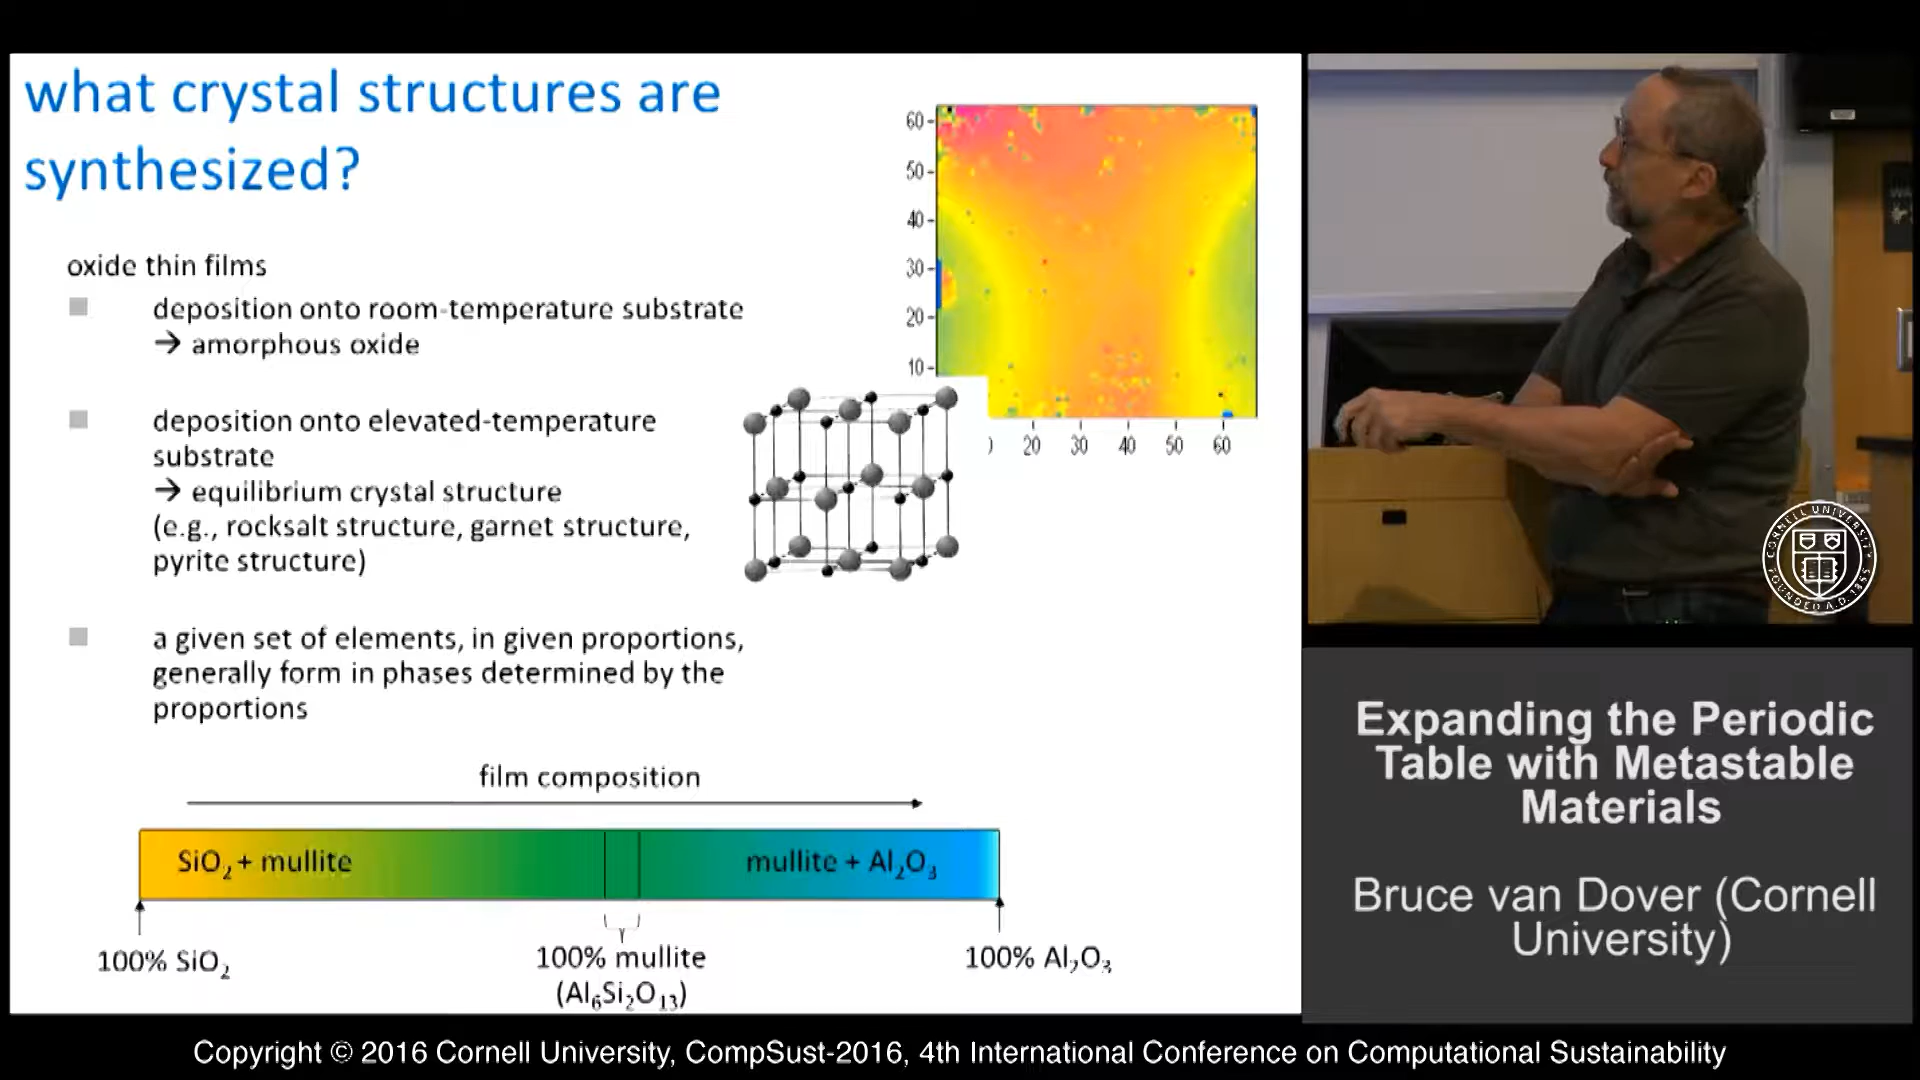 what crystal structures are
synthesized?
oxide thin films
deposition onto room-temperature substrate
→ amorphous oxide
deposition onto elevated-temperature
substrate
→ equilibrium crystal structure
(e.g., rocksalt structure, garnet structure,
pyrite structure)
a given set of elements, in given proportions,
generally form in phases determined by the
proportions
60
50
40
30
20
10
20 30 40 50 60
film composition
SiO₂ + mullite
mullite + Al₂O₃
100% SiO₂
100% mullite
(Al₆Si₂O₁₃)
100% Al₂O₃
CORNELL UNIVERSITY
FOUNDED A.D. 1865
Expanding the Periodic
Table with Metastable
Materials
Bruce van Dover (Cornell
University)
Copyright © 2016 Cornell University, CompSust-2016, 4th International Conference on Computational Sustainability